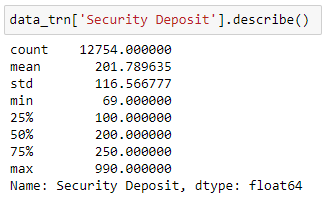 data_trn['Security Deposit'].describe()
count    12754.000000
mean       201.789635
std        116.566777
min         69.000000
25%        100.000000
50%        200.000000
75%        250.000000
max        990.000000
Name: Security Deposit, dtype: float64